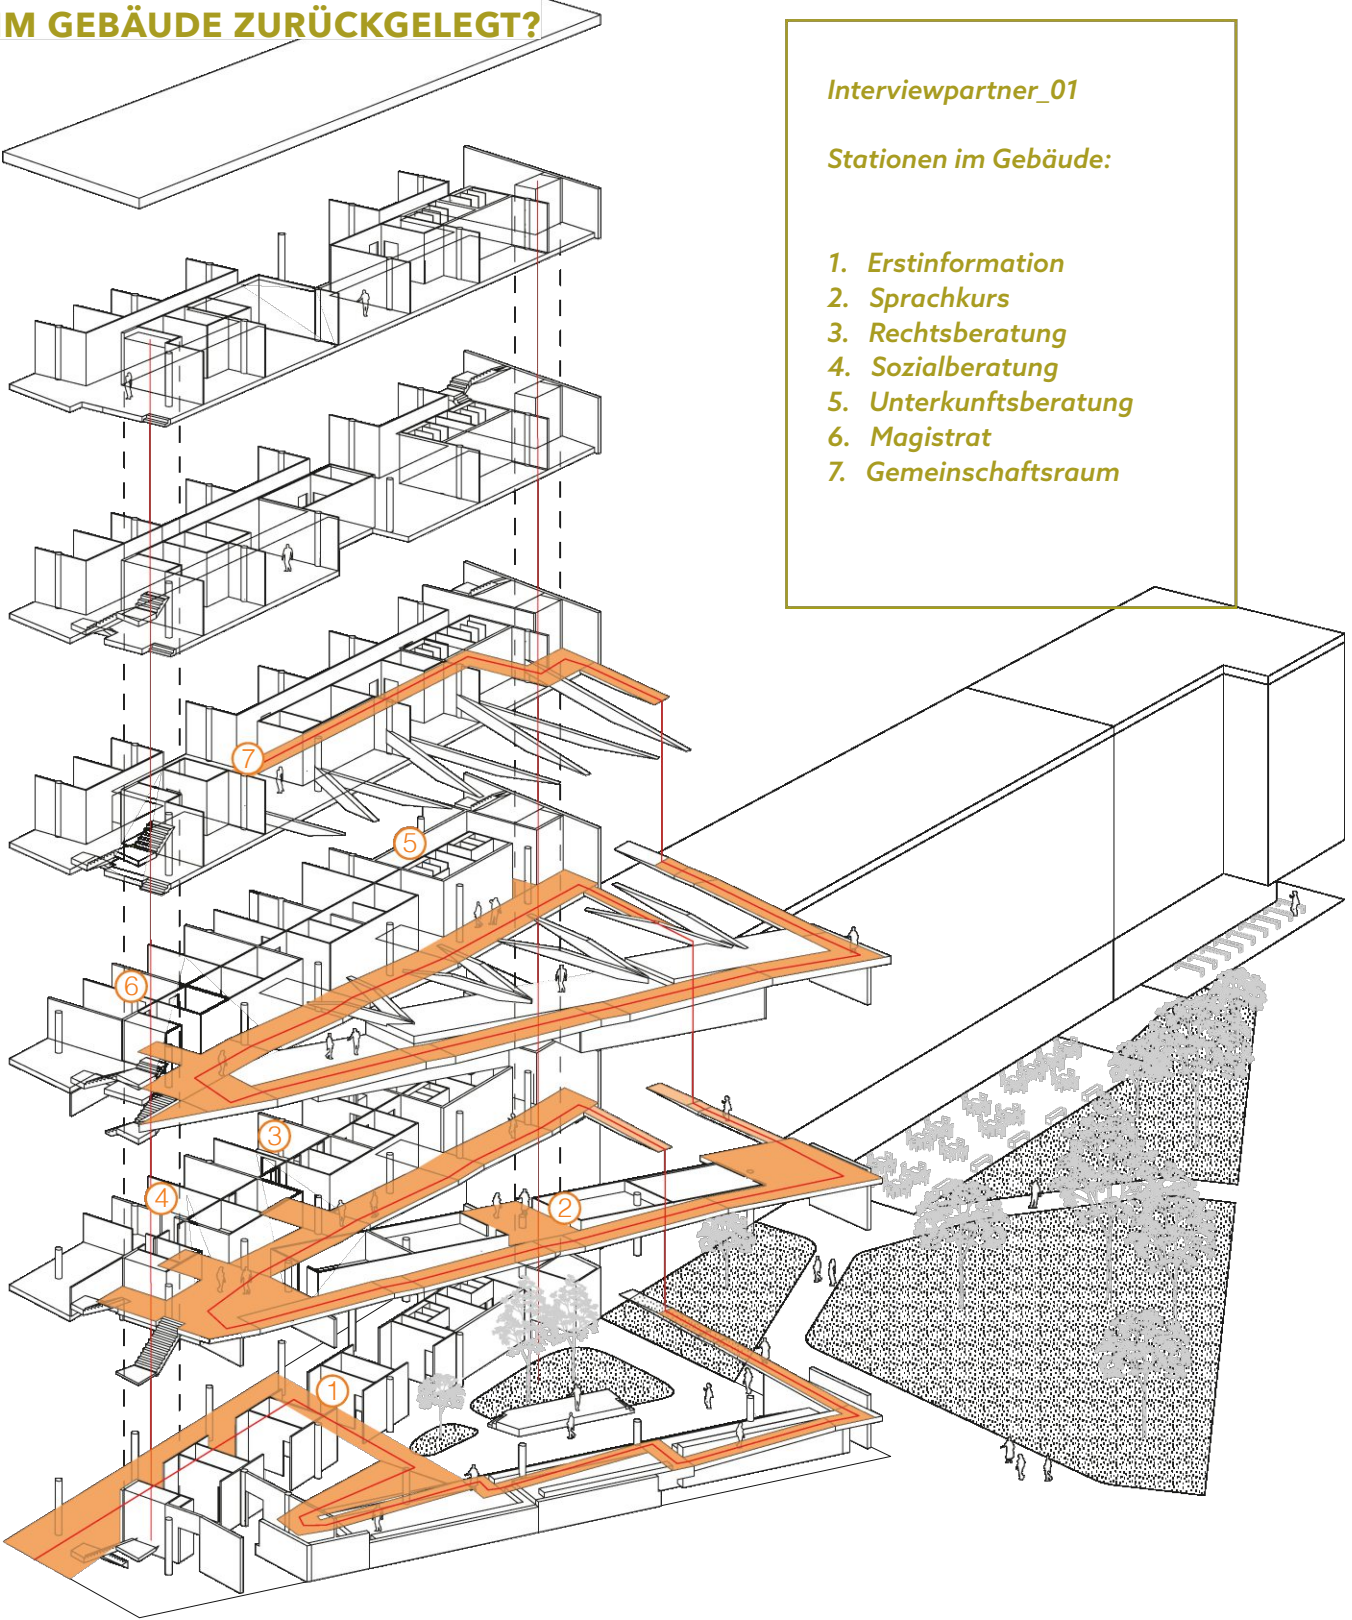 M GEBÄUDE ZURÜCKGELEGT?
Interviewpartner_01
Stationen im Gebäude:
1. Erstinformation
2. Sprachkurs
3. Rechtsberatung
4. Sozialberatung
5. Unterkunftsberatung
6. Magistrat
7. Gemeinschaftsraum
7
5
6
3
4
2
1